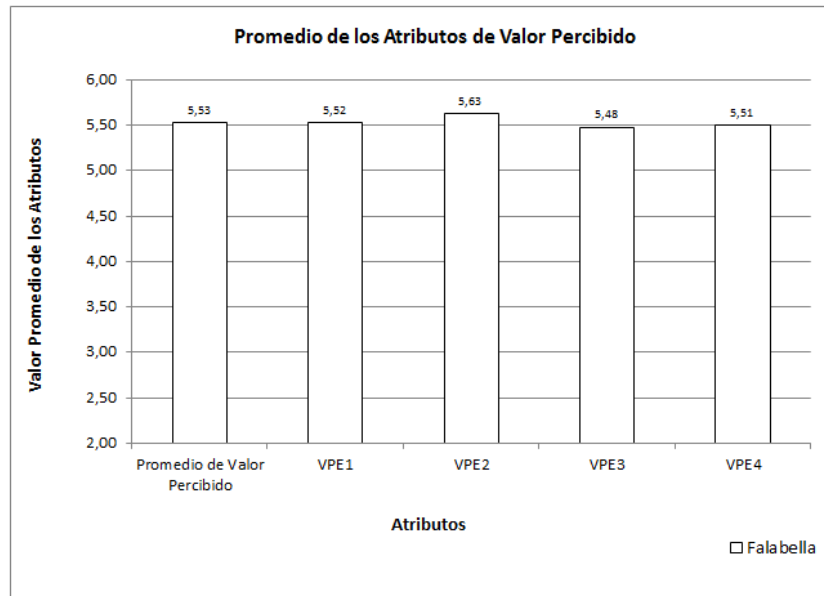 Promedio de los Atributos de Valor Percibido
Valor Promedio de los Atributos
6,00
5,50
5,00
4,50
4,00
3,50
3,00
2,50
2,00
5,53
5,52
5,63
5,48
5,51
Promedio de Valor
Percibido
VPE1
VPE2
VPE3
VPE4
Atributos
Falabella